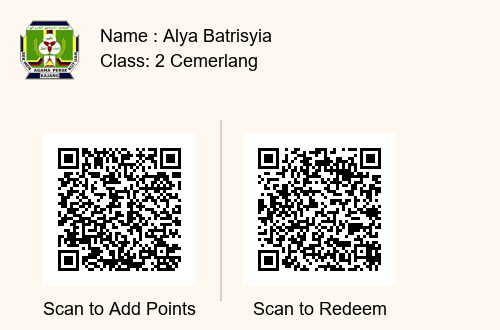 Name : Alya Batrisyia
Class: 2 Cemerlang
AGAMA PERSE
KAJANG
Scan to Add Points
Scan to Redeem